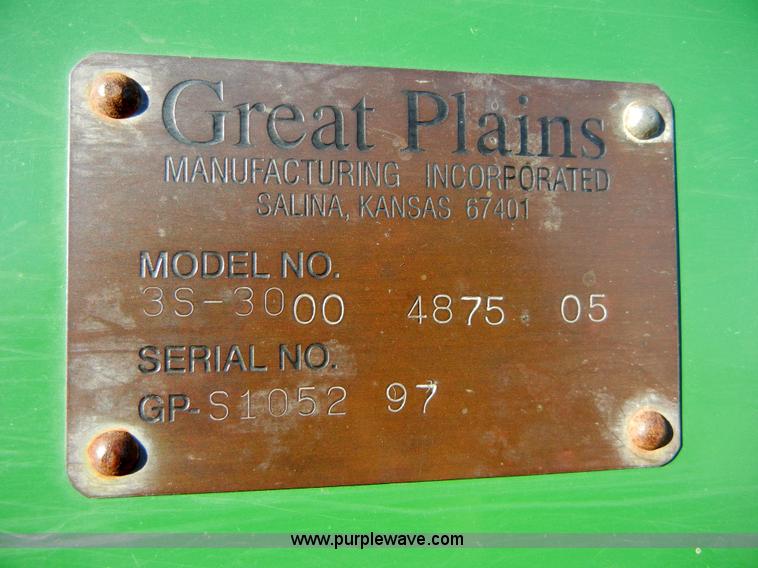 Great Plains
MANUFACTURING INCORPORATED
SALINA, KANSAS 67401
MODEL NO.
3S-3000 4875 05
SERIAL NO.
GP-S1052 97
www.purplewave.com